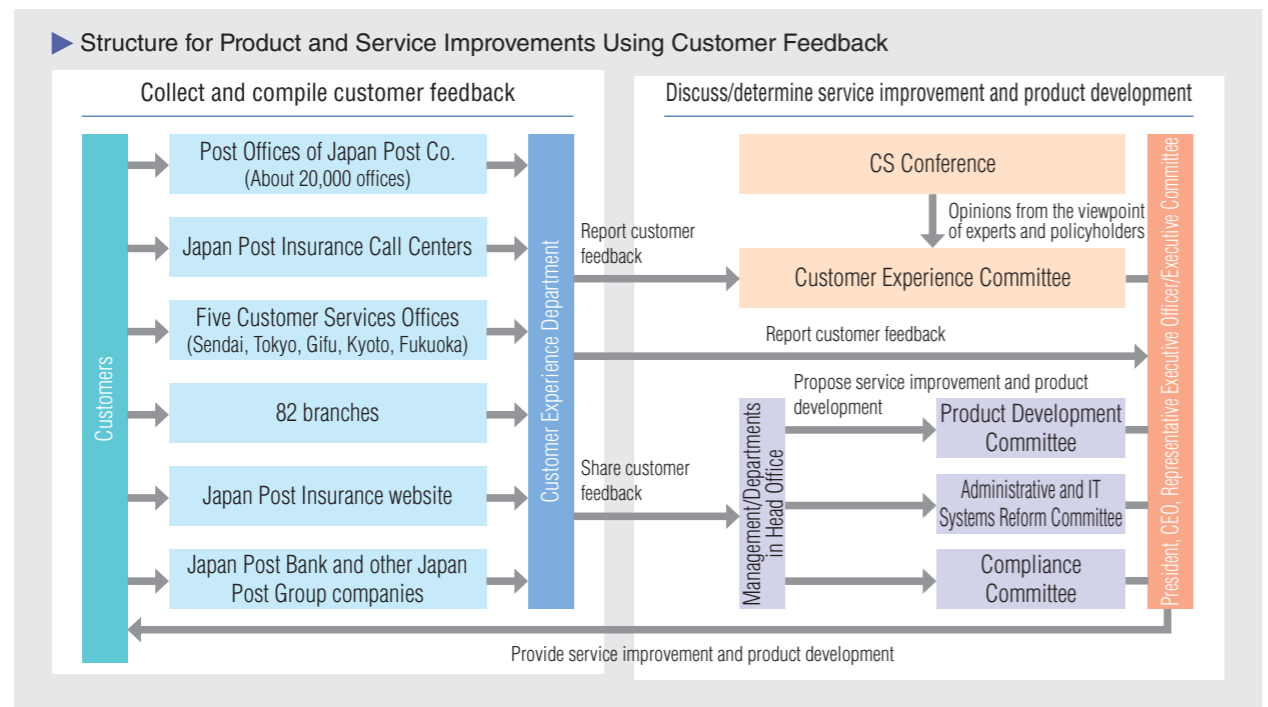 Structure for Product and Service Improvements Using Customer Feedback
Collect and compile customer feedback
Customers
Post Offices of Japan Post Co.
(About 20,000 offices)
Japan Post Insurance Call Centers
Five Customer Services Offices
(Sendai, Tokyo, Gifu, Kyoto, Fukuoka)
82 branches
Japan Post Insurance website
Japan Post Bank and other Japan
Post Group companies
Customer Experience Department
Report customer
feedback
Share customer
feedback
Discuss/determine service improvement and product development
CS Conference
Opinions from the viewpoint
of experts and policyholders
Customer Experience Committee
Report customer feedback
Management/Departments
in Head Office
Propose service improvement and product
development
Product Development
Committee
Administrative and IT
Systems Reform Committee
Compliance
Committee
President, CEO, Representative Executive Officer/Executive Committee
Provide service improvement and product development